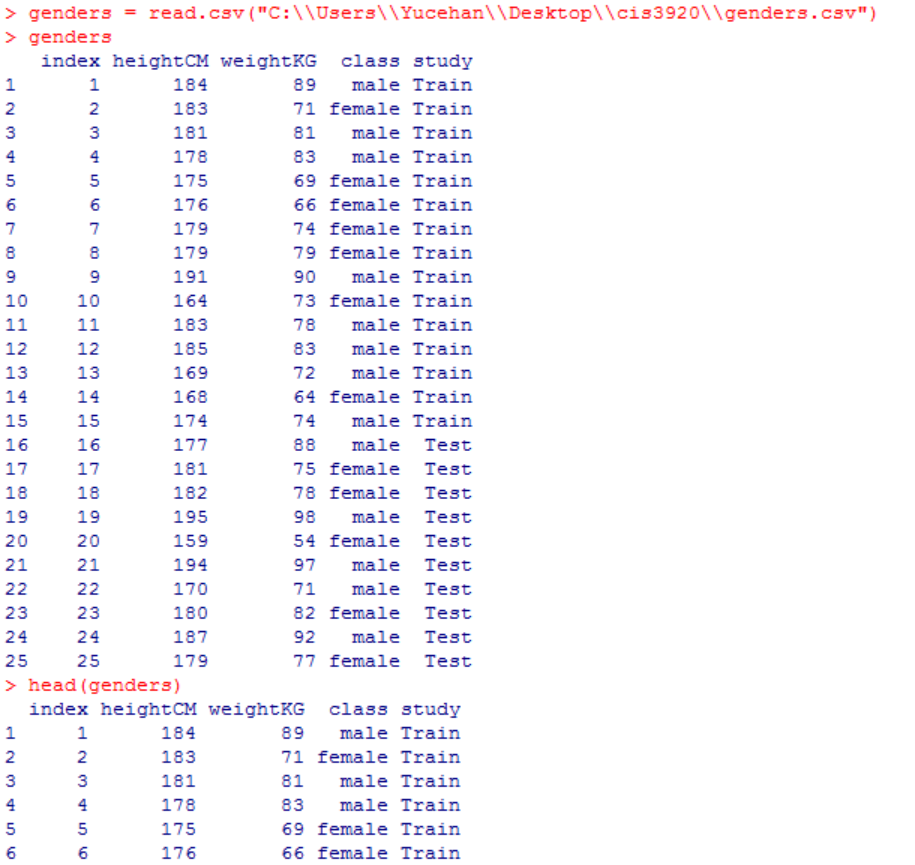 > genders = read.csv("C:\\Users\\Yucehan\\Desktop\\cis3920\\genders.csv")
> genders
   index heightCM weightKG  class study
1      1      184       89   male Train
2      2      183       71 female Train
3      3      181       81   male Train
4      4      178       83   male Train
5      5      175       69 female Train
6      6      176       66 female Train
7      7      179       74 female Train
8      8      179       79 female Train
9      9      191       90   male Train
10    10      164       73 female Train
11    11      183       78   male Train
12    12      185       83   male Train
13    13      169       72   male Train
14    14      168       64 female Train
15    15      174       74   male Train
16    16      177       88   male  Test
17    17      181       75 female  Test
18    18      182       78 female  Test
19    19      195       98   male  Test
20    20      159       54 female  Test
21    21      194       97   male  Test
22    22      170       71   male  Test
23    23      180       82 female  Test
24    24      187       92   male  Test
25    25      179       77 female  Test
> head(genders)
  index heightCM weightKG  class study
1     1      184       89   male Train
2     2      183       71 female Train
3     3      181       81   male Train
4     4      178       83   male Train
5     5      175       69 female Train
6     6      176       66 female Train